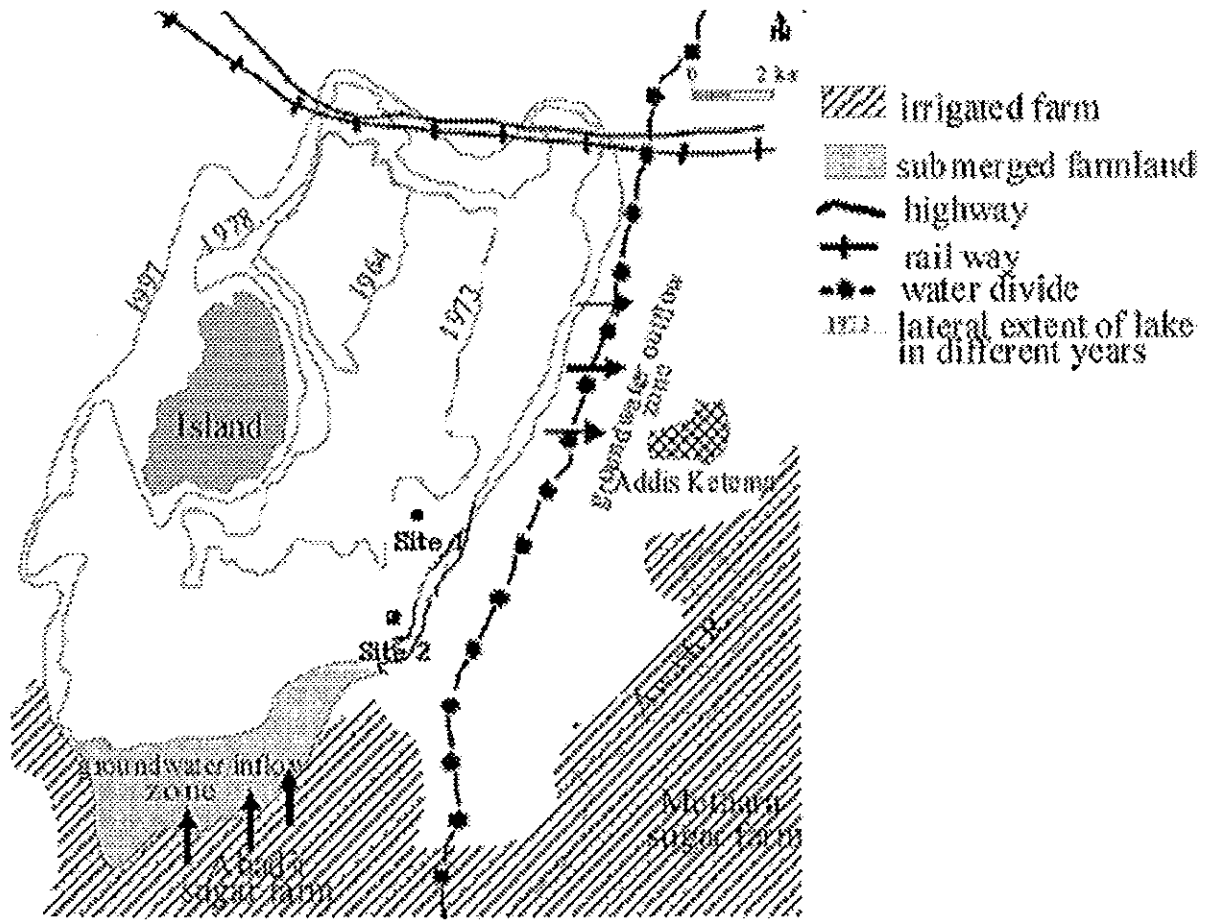 0 2 km
irrigated farm
submerged farmland
highway
rail way
water divide
1973 lateral extent of lake
in different years
1997
1978
1964
1973
groundwater outflow
zone
Island
Addis Ketema
Site 1
Site 2
groundwater inflow
zone
Abada
sugar farm
sugar farm